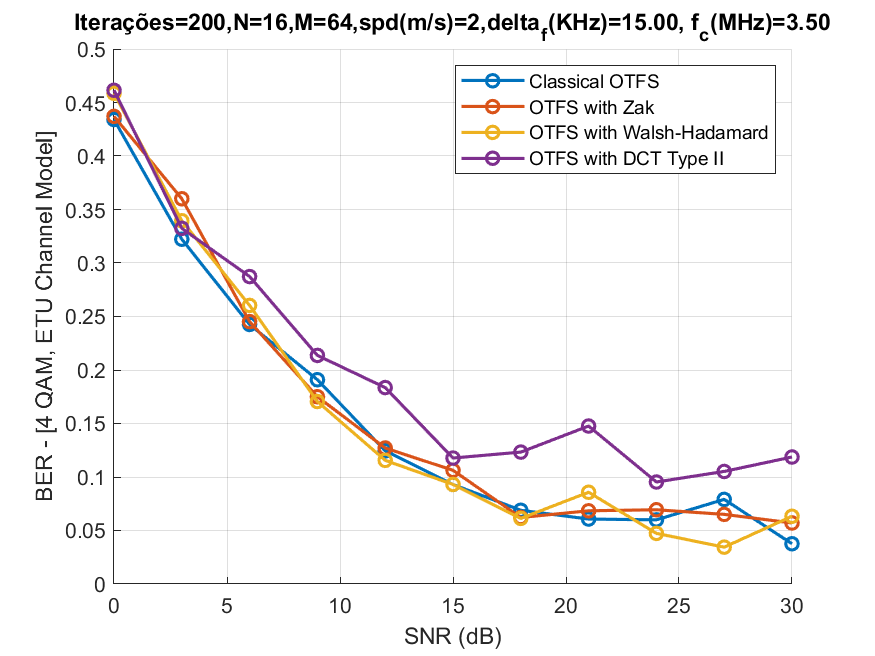 Iterações=200,N=16,M=64,spd(m/s)=2,delta_f(KHz)=15.00, f_c(MHz)=3.50
0.5
Classical OTFS
OTFS with Zak
OTFS with Walsh-Hadamard
OTFS with DCT Type II
0.45
0.4
0.35
0.3
0.25
0.2
0.15
0.1
0.05
0
BER - [4 QAM, ETU Channel Model]
0 5 10 15 20 25 30
SNR (dB)